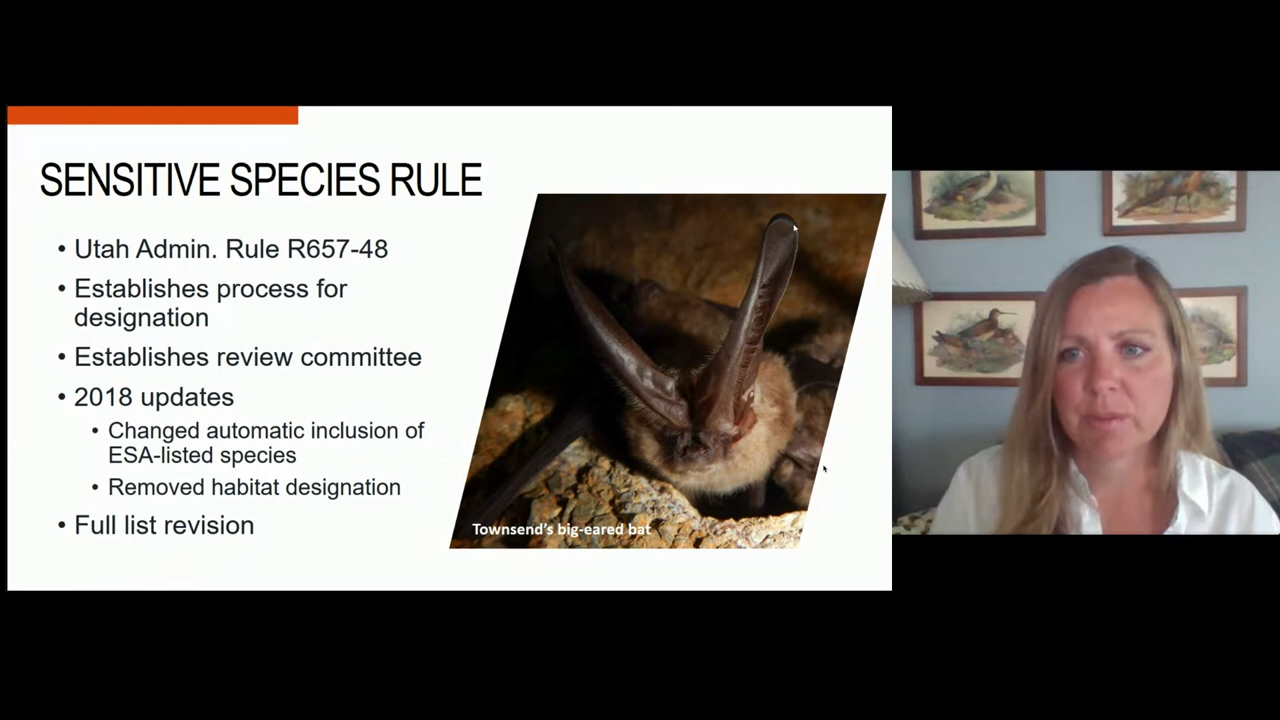 SENSITIVE SPECIES RULE
• Utah Admin. Rule R657-48
• Establishes process for
designation
• Establishes review committee
• 2018 updates
• Changed automatic inclusion of
ESA-listed species
• Removed habitat designation
• Full list revision
Townsend's big-eared bat